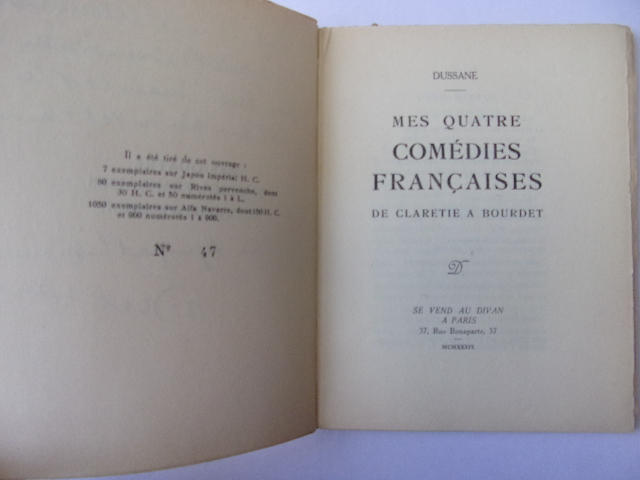 Il a été tiré de cet ouvrage :
7 exemplaires sur Japon Impérial H. C.
80 exemplaires sur Rives pervenche, dont
30 H. C. et 50 numérotés 1 à L.
1050 exemplaires sur Alfa Navarre, dont 150 H. C.
et 900 numérotés 1 à 900.
N° 47
DUSSANE
MES QUATRE
COMÉDIES
FRANÇAISES
DE CLARETIE A BOURDET
D
SE VEND AU DIVAN
A PARIS
37, Rue Bonaparte, 37
MCMXXXIX